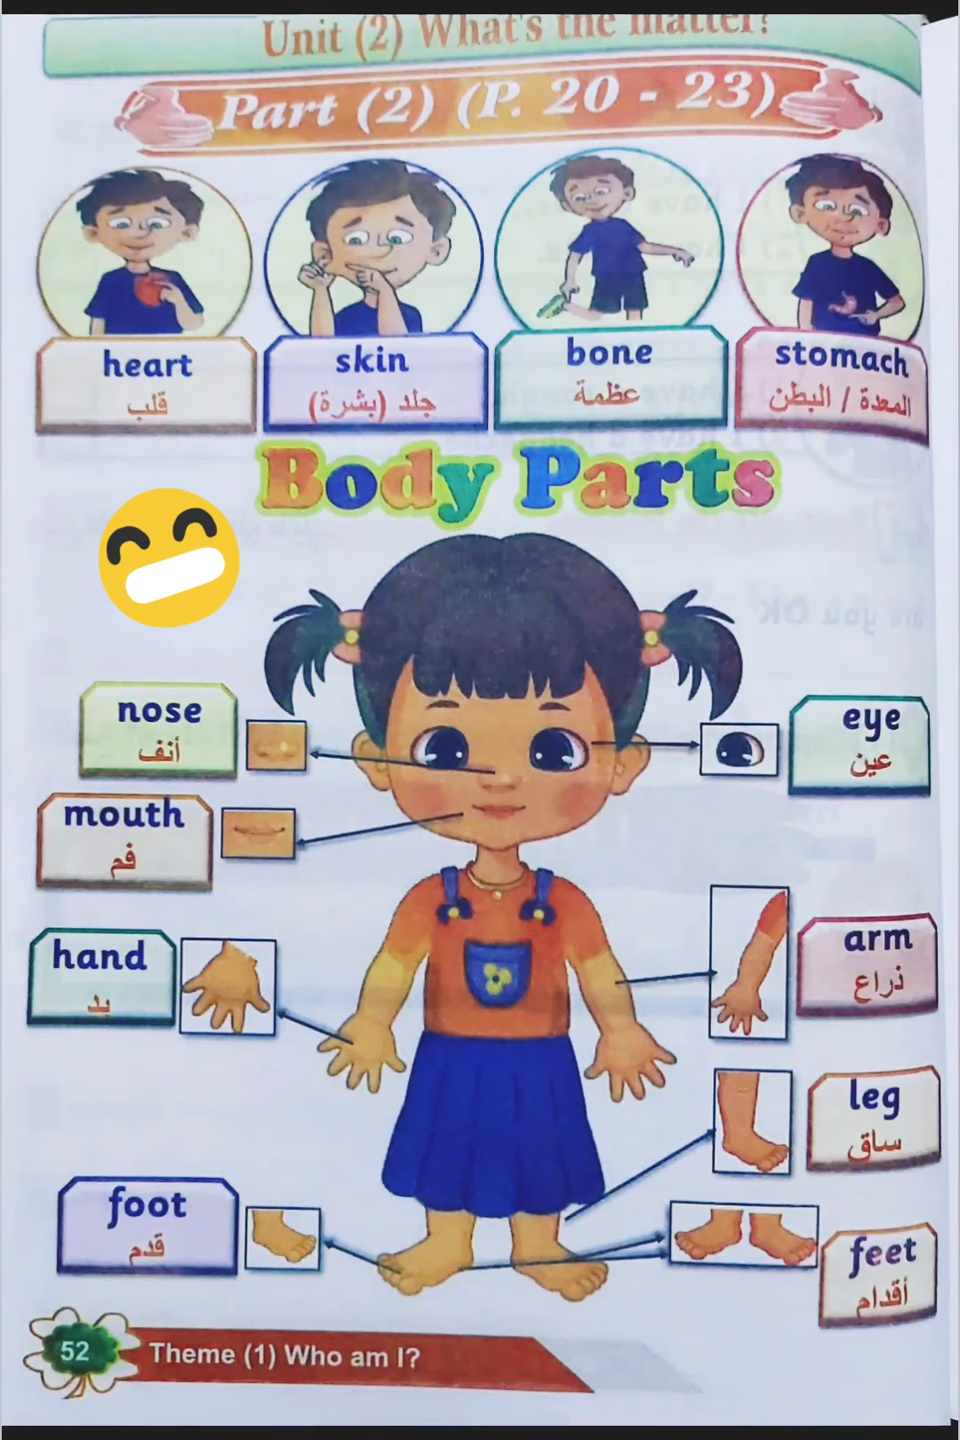 Unit (2) What's the matter?
Part (2) (P. 20 - 23)
heart
قلب
skin
جلد (بشرة)
bone
عظمة
stomach
المعدة / البطن
Body Parts
nose
أنف
eye
عين
mouth
فم
hand
يد
arm
ذراع
leg
ساق
foot
قدم
feet
أقدام
52
Theme (1) Who am I?